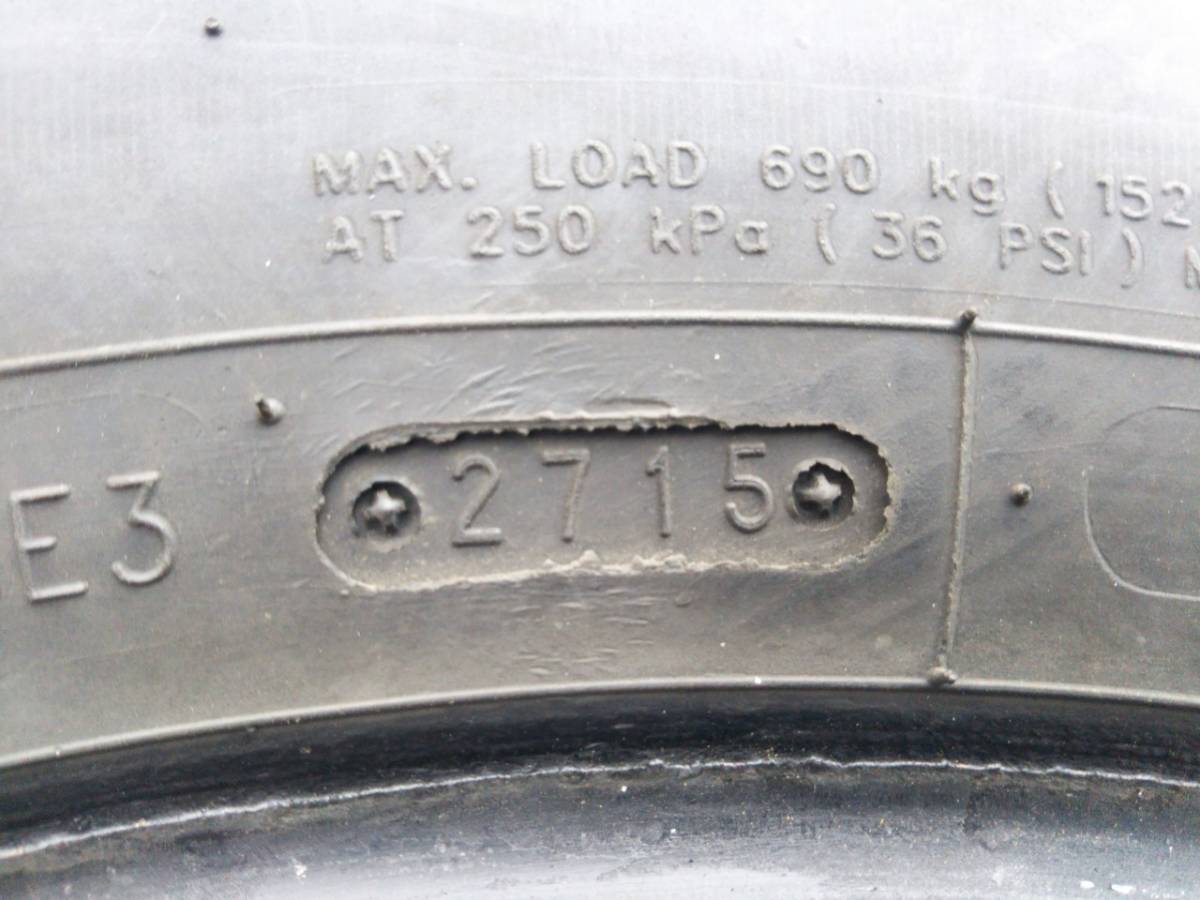 MAX. LOAD 690 kg (152
AT 250 kPa (36 PSI)
E3 2715